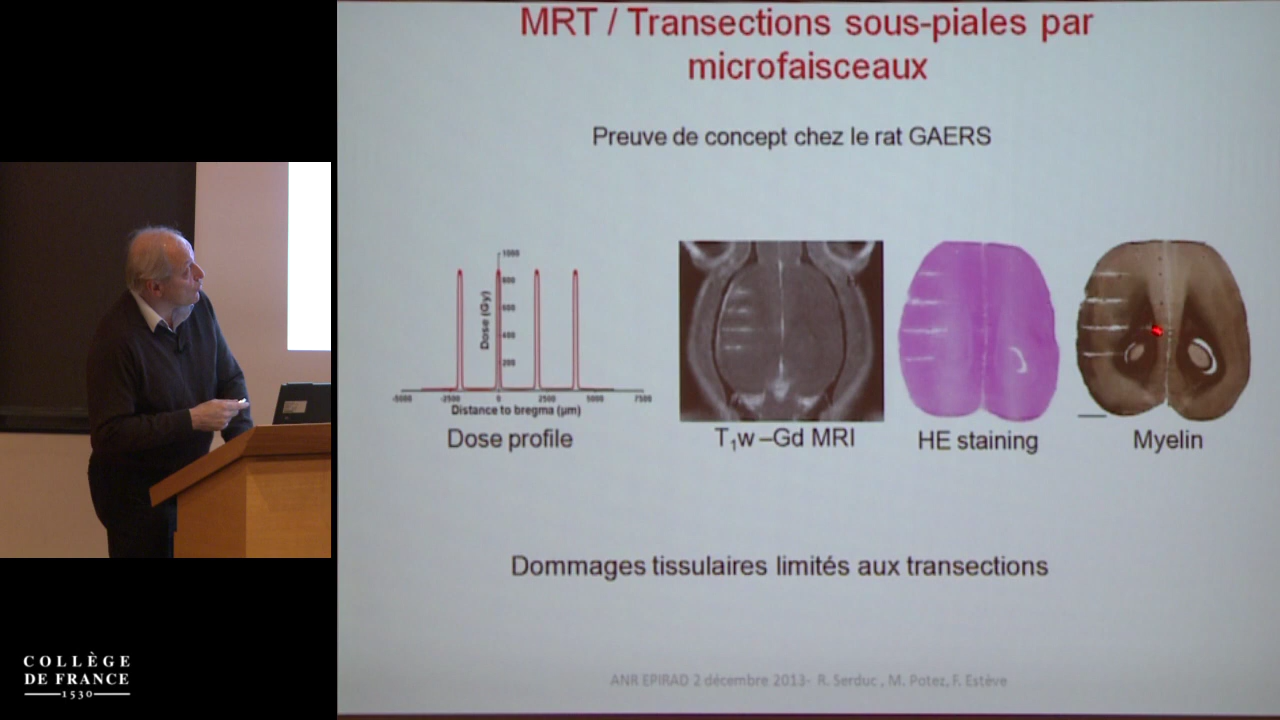 MRT / Transections sous-piales par
microfaisceaux
Preuve de concept chez le rat GAERS
1000
800
600
400
200
Dose (Gy)
-5000 -2500 0 2500 5000 7500
Distance to bregma (µm)
Dose profile
T1w –Gd MRI
HE staining
Myelin
Dommages tissulaires limités aux transections
ANR EPIRAD 2 décembre 2013- R. Serduc , M. Potez, F. Estève
COLLÈGE
DE FRANCE
1530